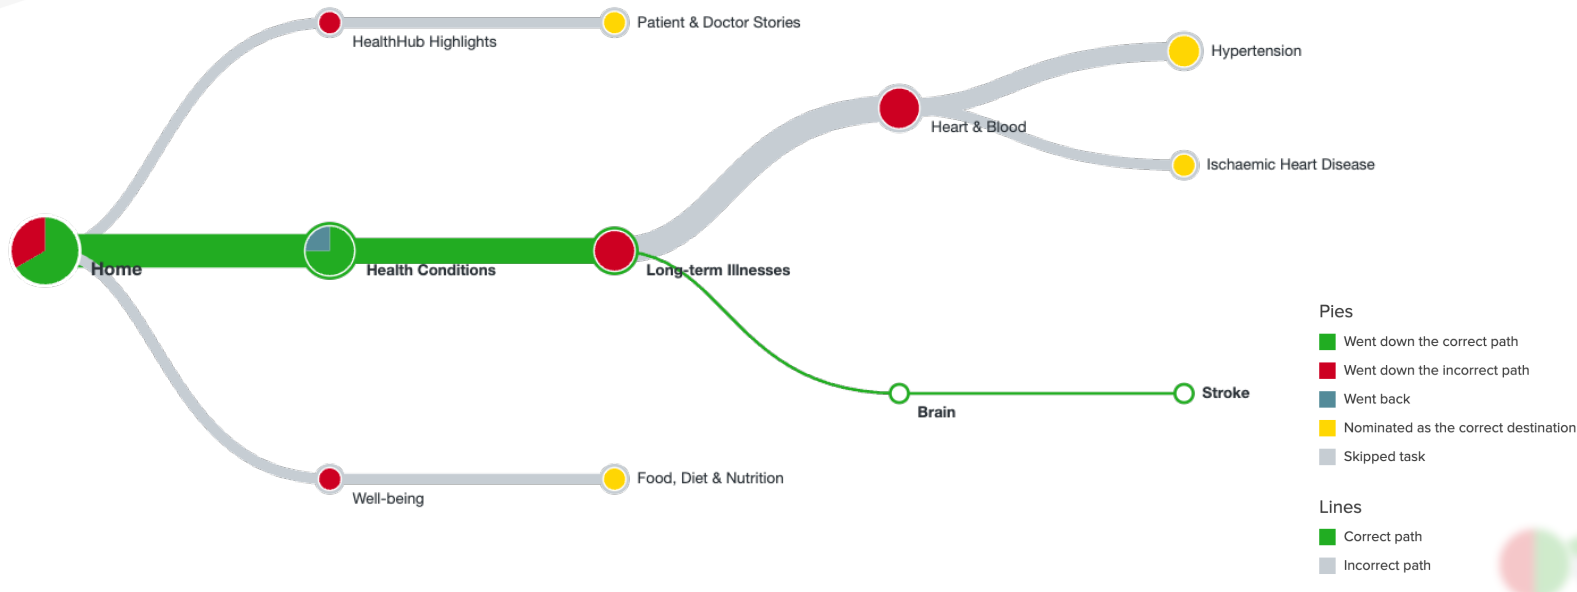 Patient & Doctor Stories
HealthHub Highlights
Hypertension
Heart & Blood
Ischaemic Heart Disease
Home
Health Conditions
Long-term Illnesses
Brain
Stroke
Food, Diet & Nutrition
Well-being
Pies
Went down the correct path
Went down the incorrect path
Went back
Nominated as the correct destination
Skipped task
Lines
Correct path
Incorrect path